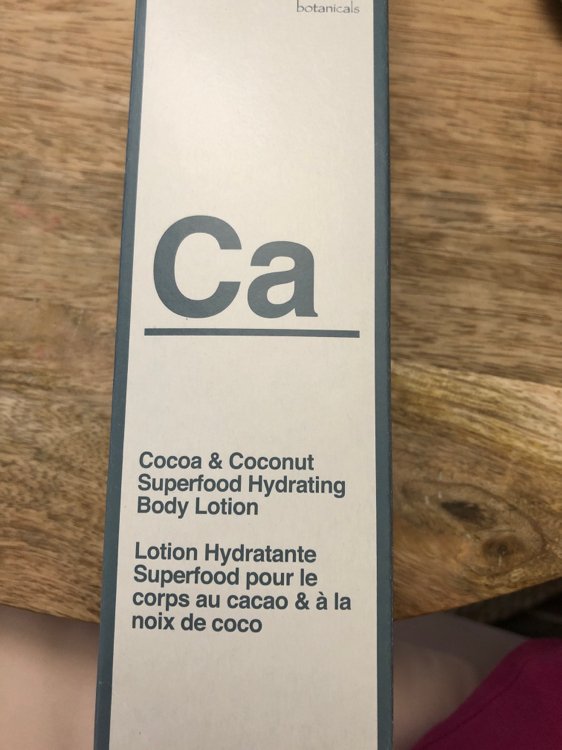 botanicals
Ca
Cocoa & Coconut
Superfood Hydrating
Body Lotion
Lotion Hydratante
Superfood pour le
corps au cacao & à la
noix de coco